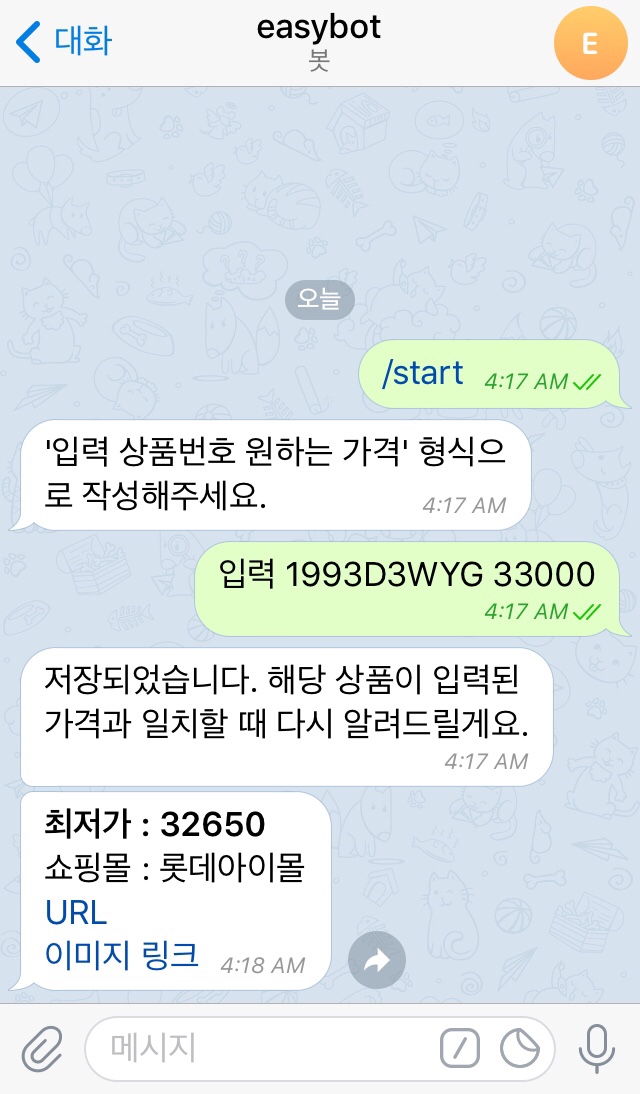 대화
easybot
봇
E
오늘
/start
4:17 AM
'입력 상품번호 원하는 가격' 형식으
로 작성해주세요.
4:17 AM
입력 1993D3WYG 33000
4:17 AM
저장되었습니다. 해당 상품이 입력된
가격과 일치할 때 다시 알려드릴게요.
4:17 AM
최저가 : 32650
쇼핑몰 : 롯데아이몰
URL
이미지 링크
4:18 AM
메시지